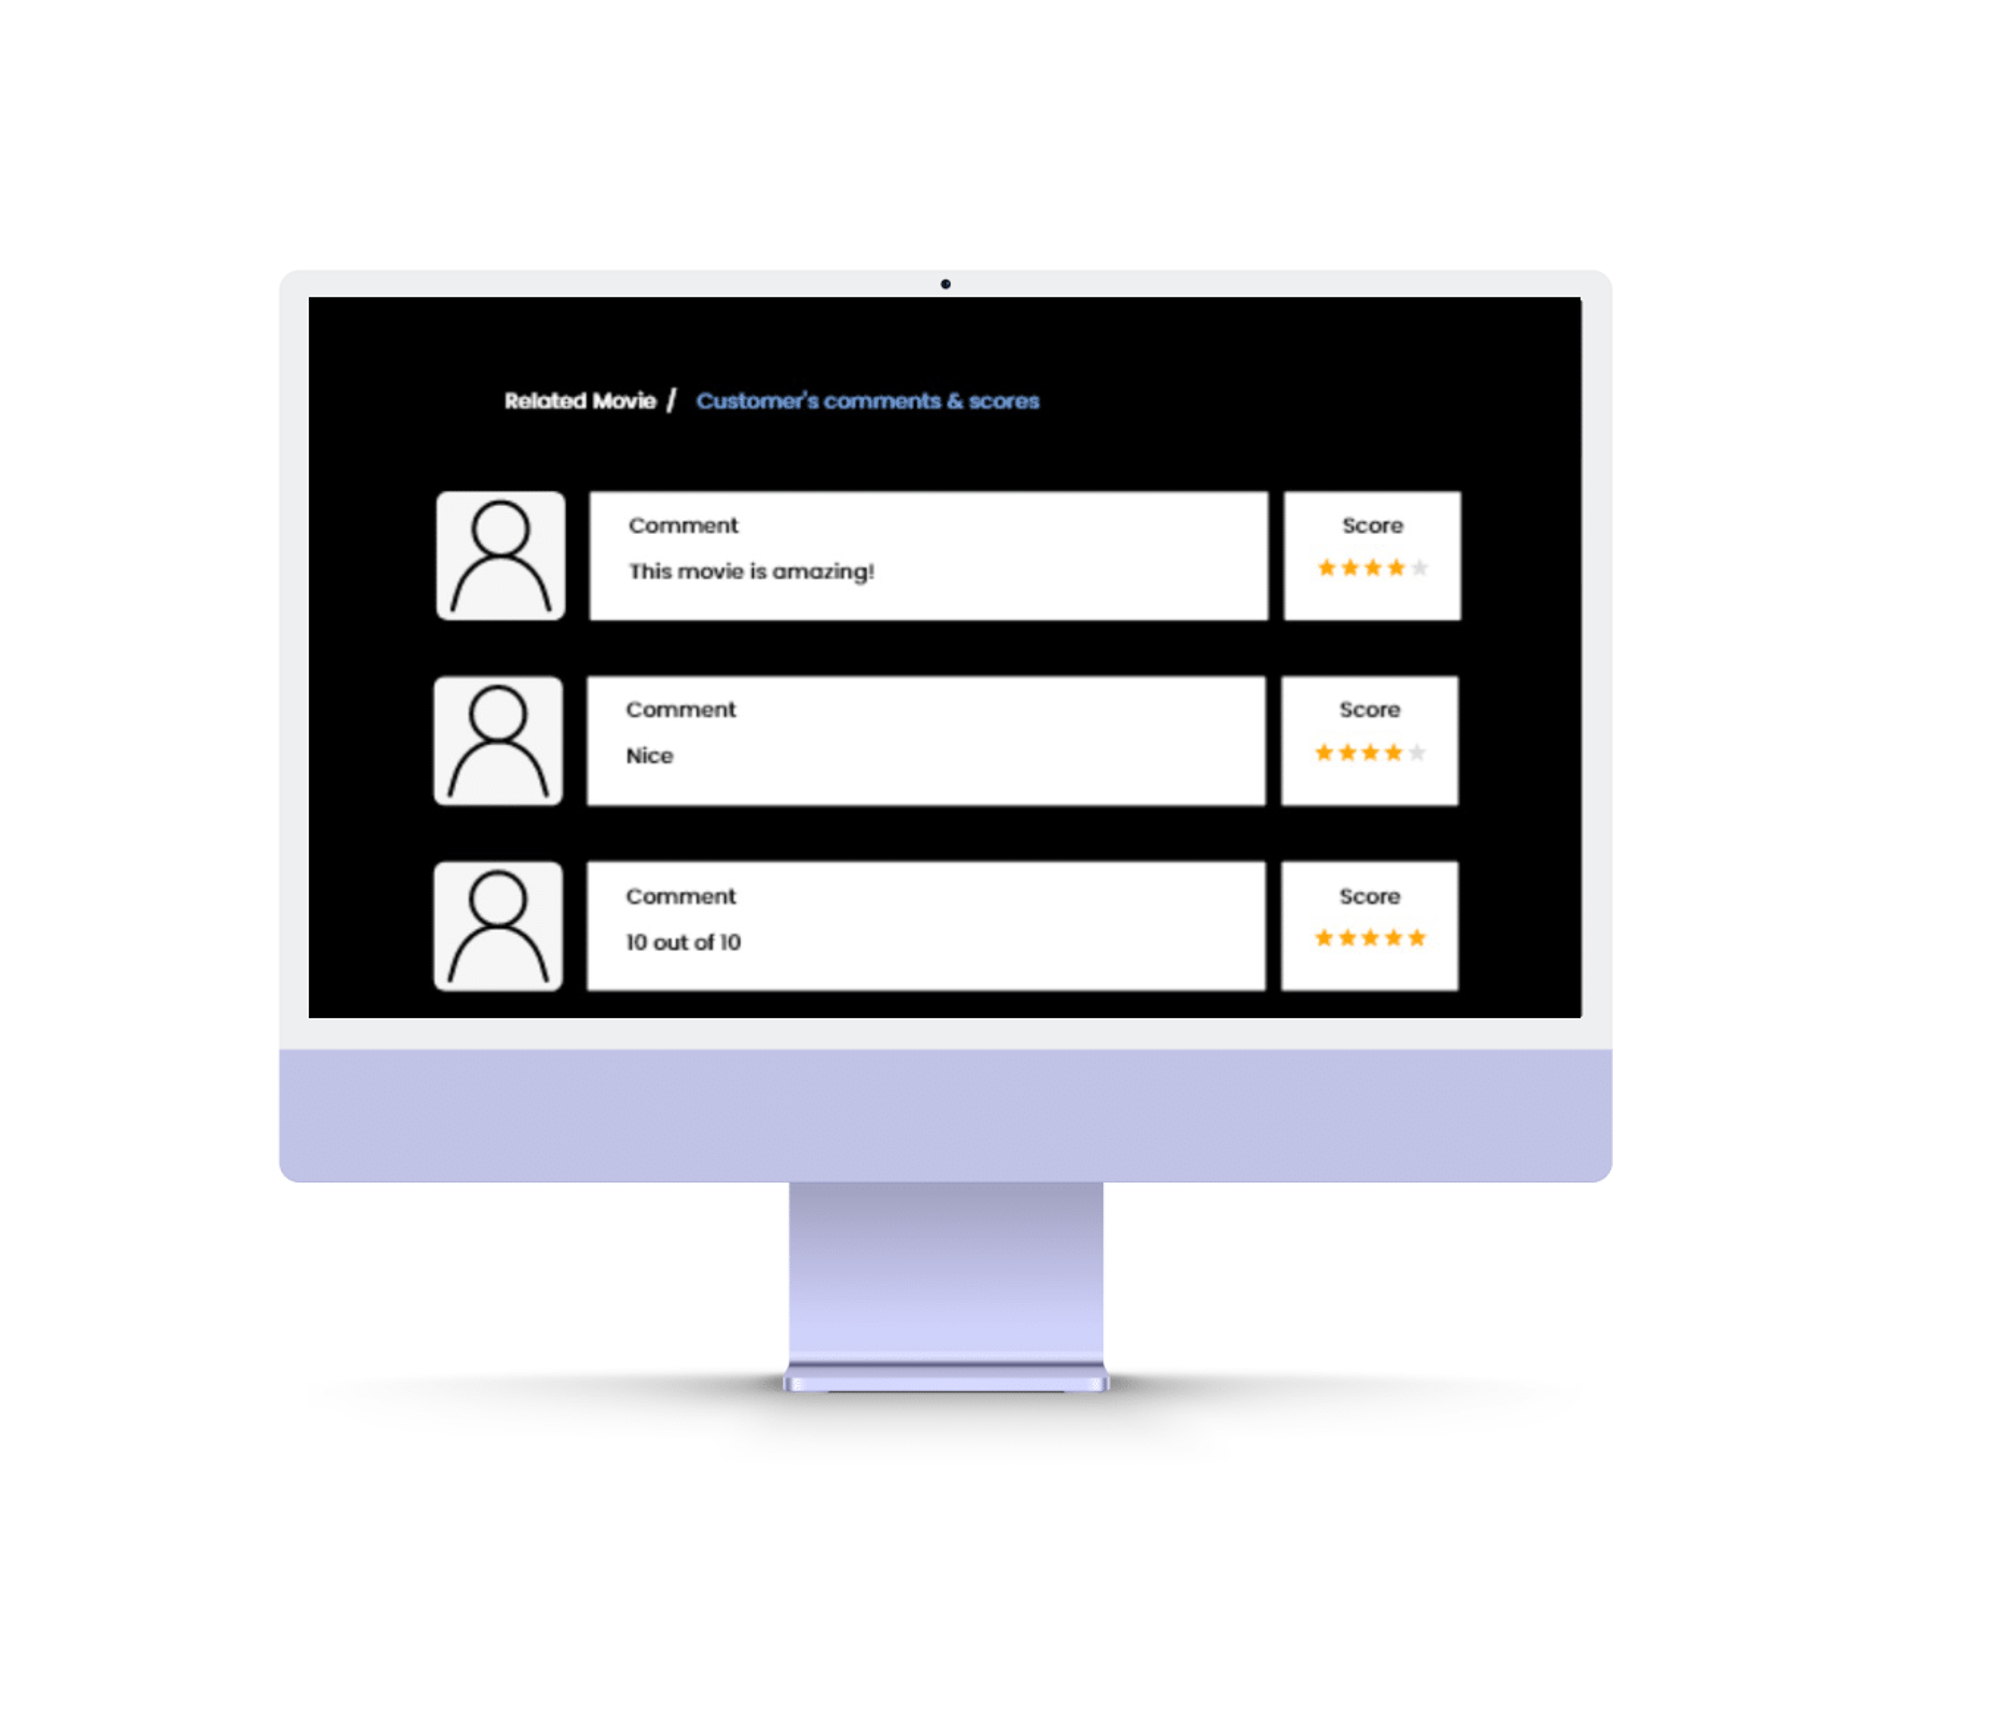 Related Movie / Customer's comments & scores
Comment
This movie is amazing!
Score
Comment
Nice
Score
Comment
10 out of 10
Score